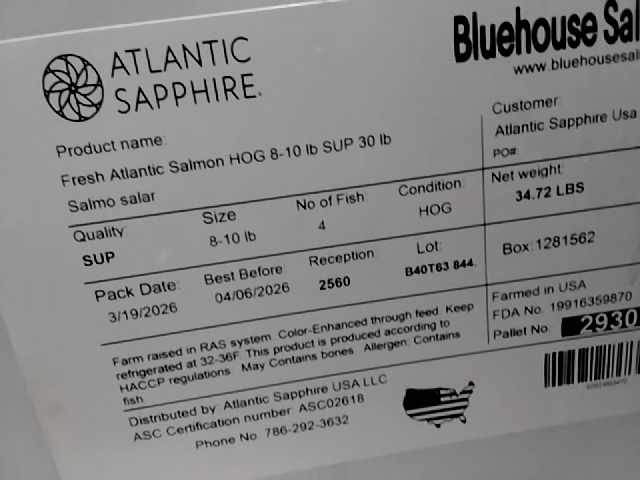 ATLANTIC
SAPPHIRE
Bluehouse Sal
www.bluehousesal
Product name:
Fresh Atlantic Salmon HOG 8-10 lb SUP 30 lb
Salmo salar
Customer:
Atlantic Sapphire Usa
PO#:
Quality:
SUP
Size
8-10 lb
No of Fish:
4
Condition:
HOG
Net weight:
34.72 LBS
Pack Date:
3/19/2026
Best Before:
04/06/2026
Reception
2560
Lot:
B40T63 844.
Box: 1281562
Farm raised in RAS system. Color-Enhanced through feed. Keep
refrigerated at 32-36F. This product is produced according to
HACCP regulations. May Contains bones. Allergen: Contains
fish
Farmed in USA
FDA No. 19916359870
Pallet No: 2930
Distributed by: Atlantic Sapphire USA LLC
ASC Certification number: ASC02618
Phone No. 786-292-3632